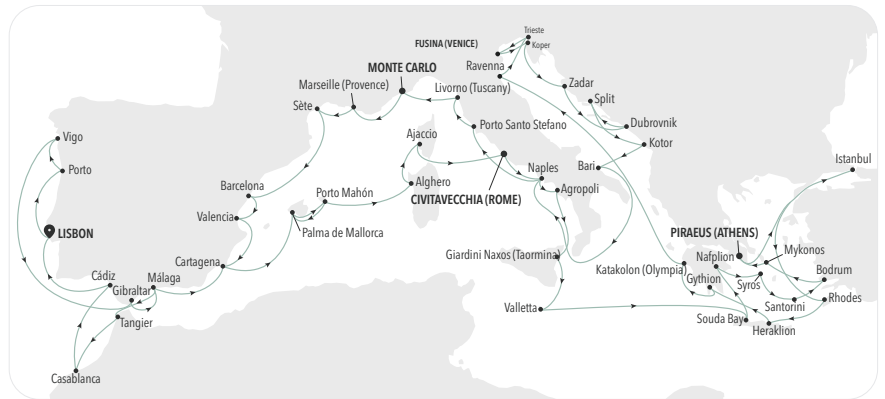 Trieste
FUSINA (VENICE)
Koper
Ravenna
MONTE CARLO
Zadar
Marseille (Provence)
Livorno (Tuscany)
Split
Sète
Porto Santo Stefano
Dubrovnik
Vigo
Ajaccio
Kotor
Porto
Istanbul
Bari
Naples
Barcelona
Porto Mahón
Alghero
Agropoli
CIVITAVECCHIA (ROME)
Valencia
LISBON
Palma de Mallorca
PIRAEUS (ATHENS)
Mykonos
Giardini Naxos (Taormina)
Nafplion
Cartagena
Katakolon (Olympia)
Bodrum
Cádiz
Málaga
Gythion
Syros
Gibraltar
Rhodes
Santorini
Valletta
Tangier
Souda Bay
Heraklion
Casablanca